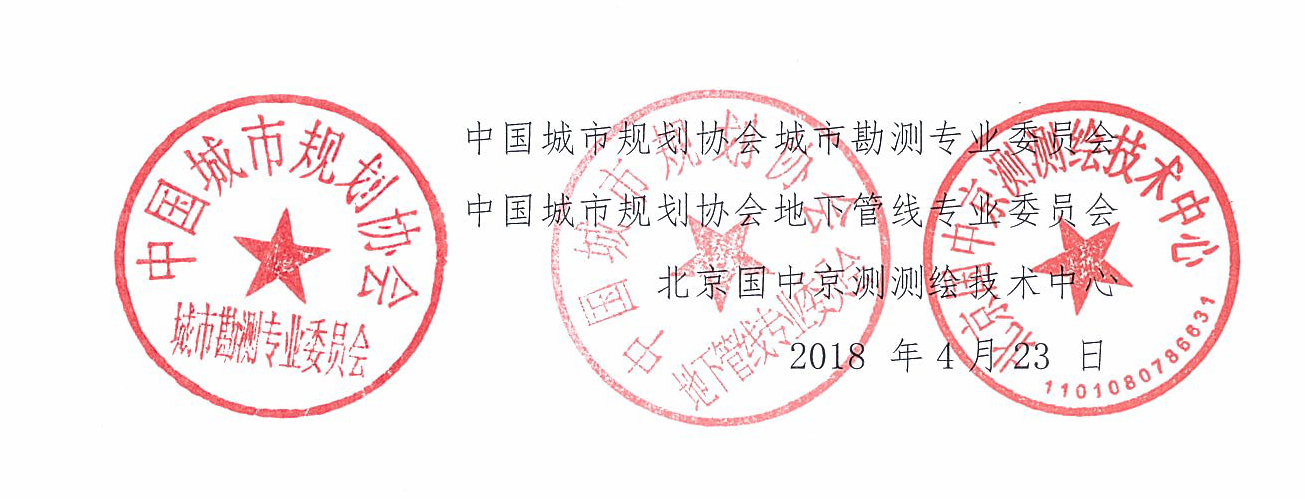 中国城市规划协会
城市勘测专业委员会
中国城市规划协会城市勘测专业委员会
中国城市规划协会地下管线专业委员会
北京国中京测测绘技术中心
2018 年 4 月 23 日
中国城市规划协会
地下管线专业委员会
北京国中京测测绘技术中心
1101080786631